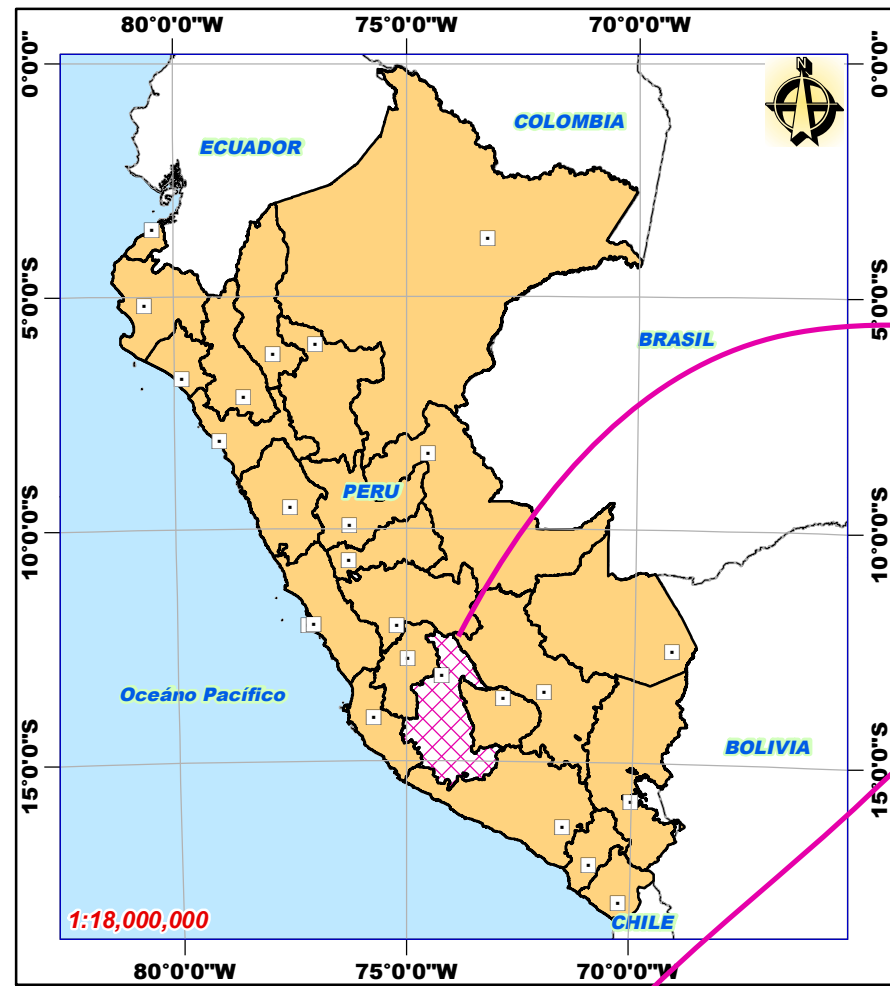 80°0'0"W 75°0'0"W 70°0'0"W
0°0'0" 0°0'0"
N
COLOMBIA
ECUADOR
5°0'0"S 5°0'0"S
BRASIL
PERU
10°0'0"S 10°0'0"S
Oceáno Pacífico
BOLIVIA
15°0'0"S 15°0'0"S
1:18,000,000
CHILE
80°0'0"W 75°0'0"W 70°0'0"W